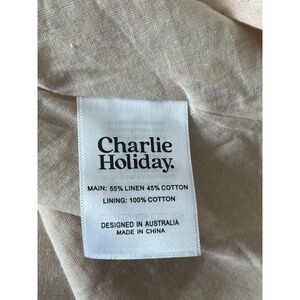 Charlie
Holiday.
MAIN: 55% LINEN 45% COTTON
LINING: 100% COTTON
DESIGNED IN AUSTRALIA
MADE IN CHINA